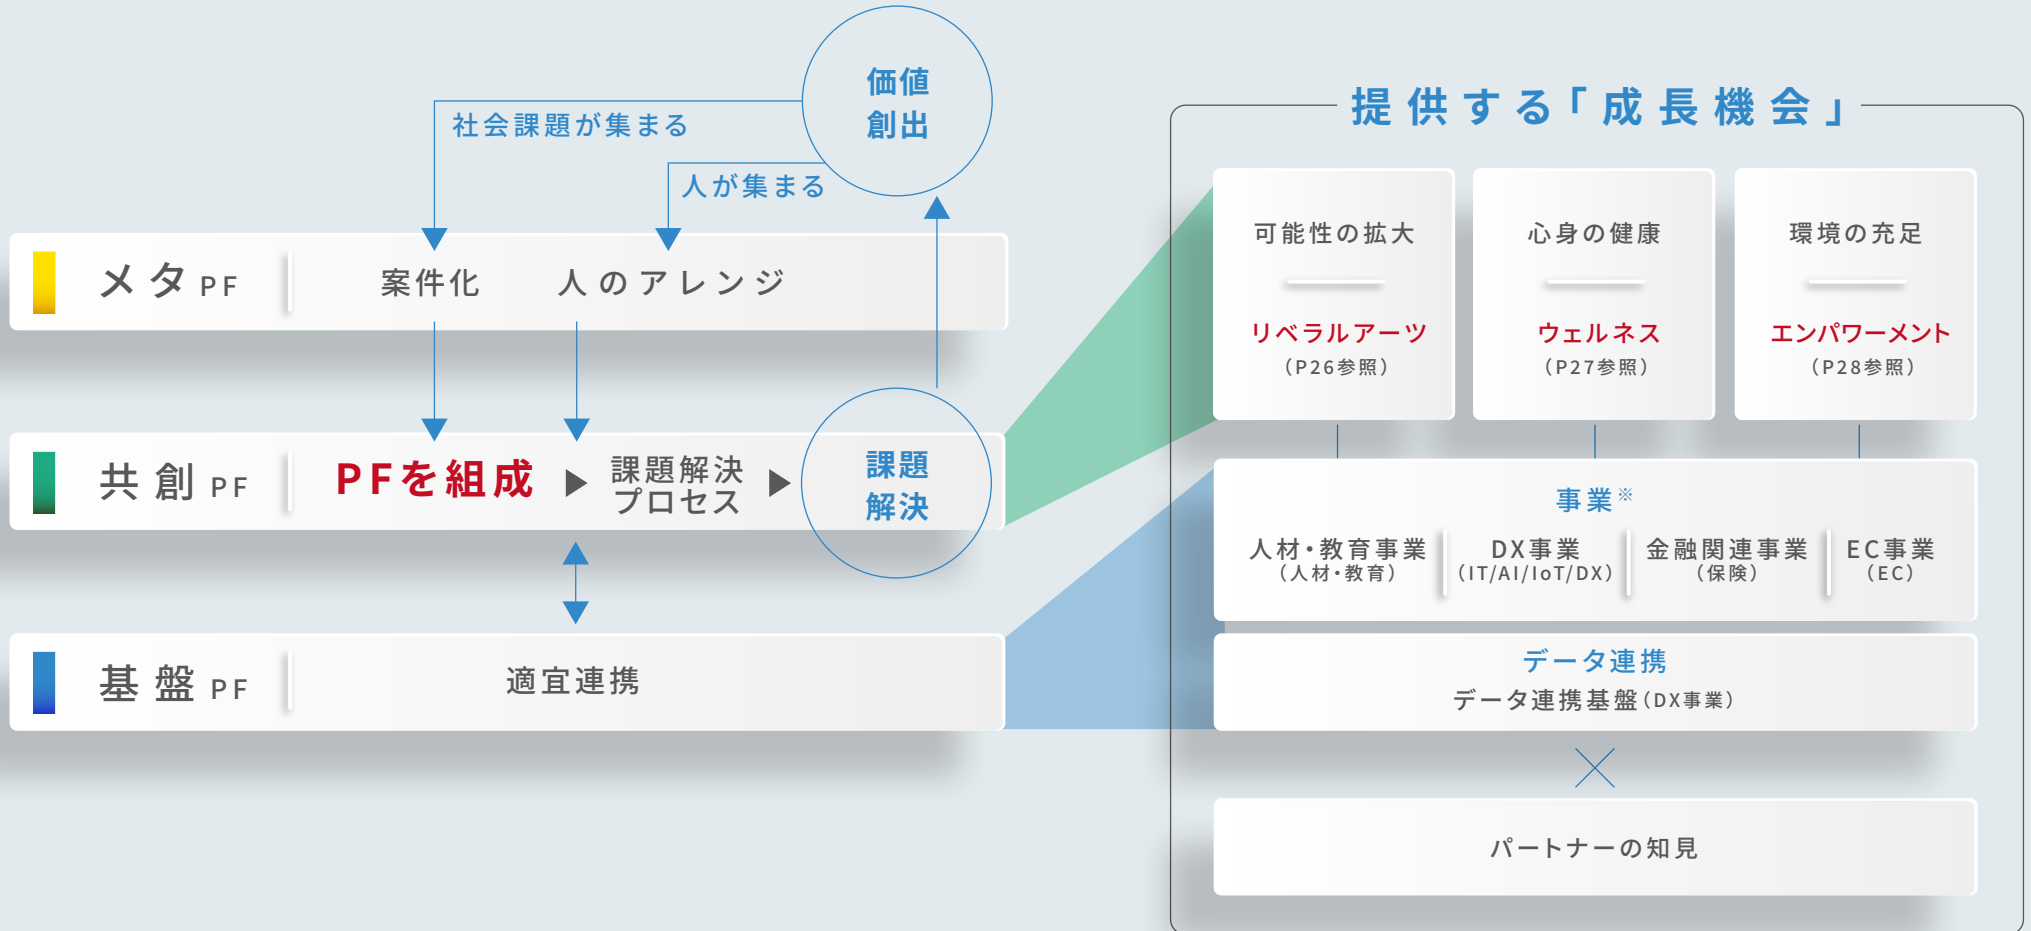 価値
創出
社会課題が集まる
人が集まる
メタPF
案件化
人のアレンジ
共創PF
PFを組成
課題解決
プロセス
課題
解決
基盤PF
適宜連携
提供する「成長機会」
可能性の拡大
リベラルアーツ
（P26参照）
心身の健康
ウェルネス
（P27参照）
環境の充足
エンパワーメント
（P28参照）
事業※
人材・教育事業
（人材・教育）
DX事業
（IT/AI/IoT/DX）
金融関連事業
（保険）
EC事業
（EC）
データ連携
データ連携基盤（DX事業）
パートナーの知見